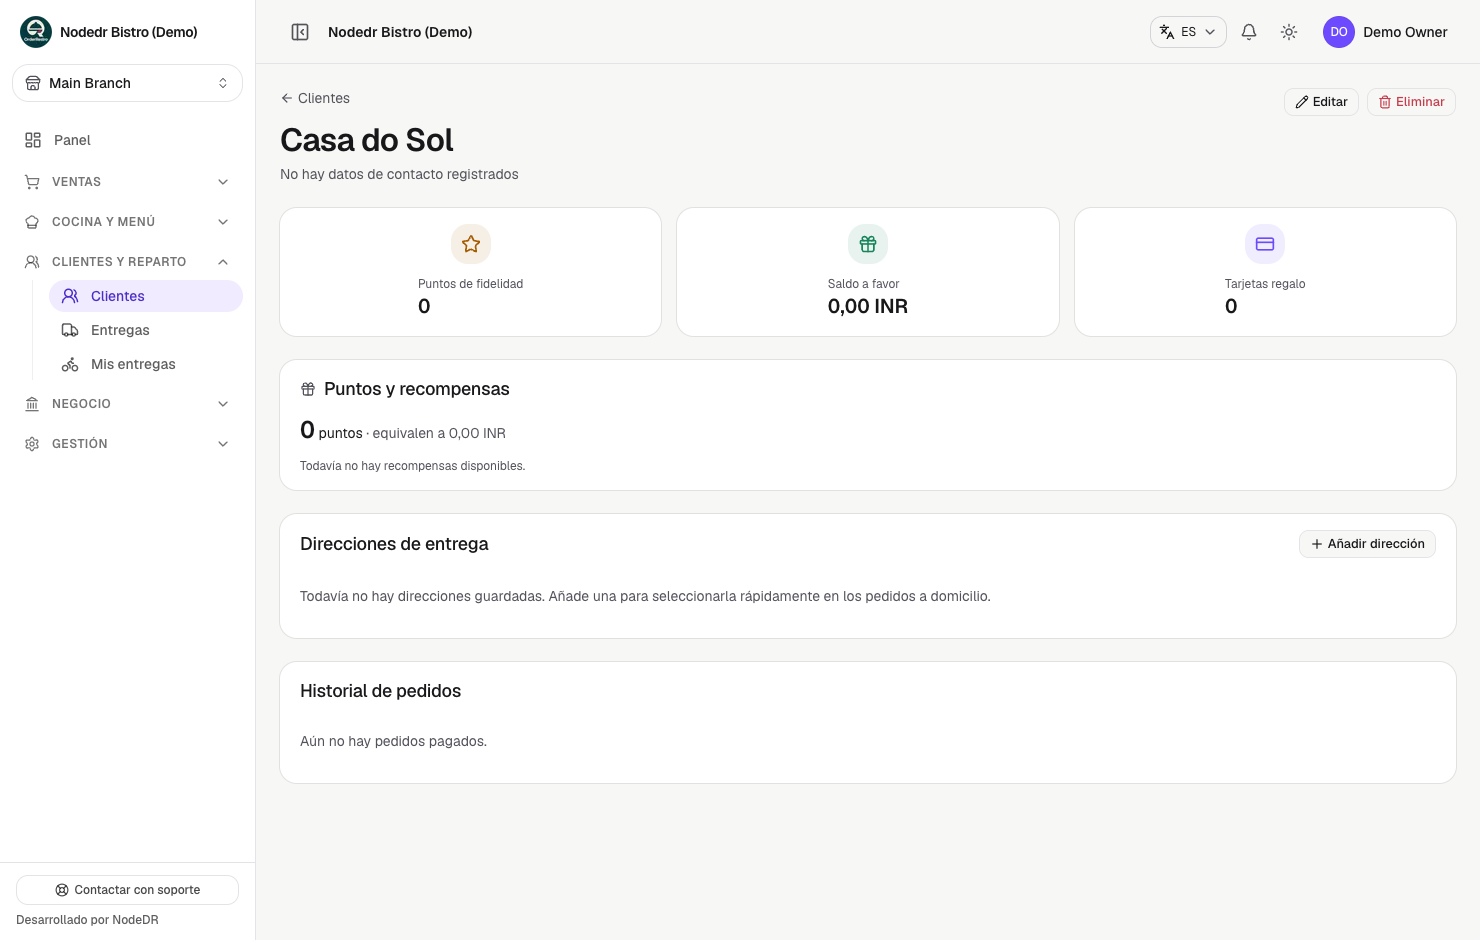 Nodedr Bistro (Demo)
Main Branch
Panel
VENTAS
COCINA Y MENÚ
CLIENTES Y REPARTO
Clientes
Entregas
Mis entregas
NEGOCIO
GESTIÓN
Contactar con soporte
Desarrollado por NodeDR
Nodedr Bistro (Demo)
ES
DO
Demo Owner
Clientes
Editar
Eliminar
Casa do Sol
No hay datos de contacto registrados
Puntos de fidelidad
0
Saldo a favor
0,00 INR
Tarjetas regalo
0
Puntos y recompensas
0 puntos · equivalen a 0,00 INR
Todavía no hay recompensas disponibles.
Direcciones de entrega
Añadir dirección
Todavía no hay direcciones guardadas. Añade una para seleccionarla rápidamente en los pedidos a domicilio.
Historial de pedidos
Aún no hay pedidos pagados.